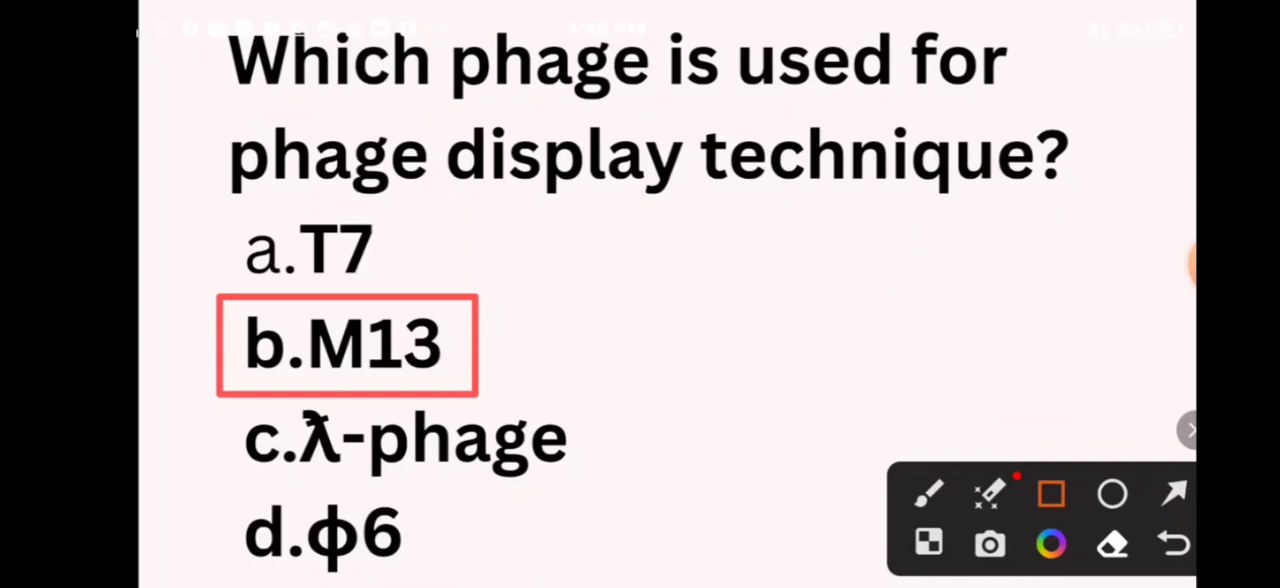 Which phage is used for
phage display technique?
a.T7
b.M13
c.ƛ-phage
d.ϕ6